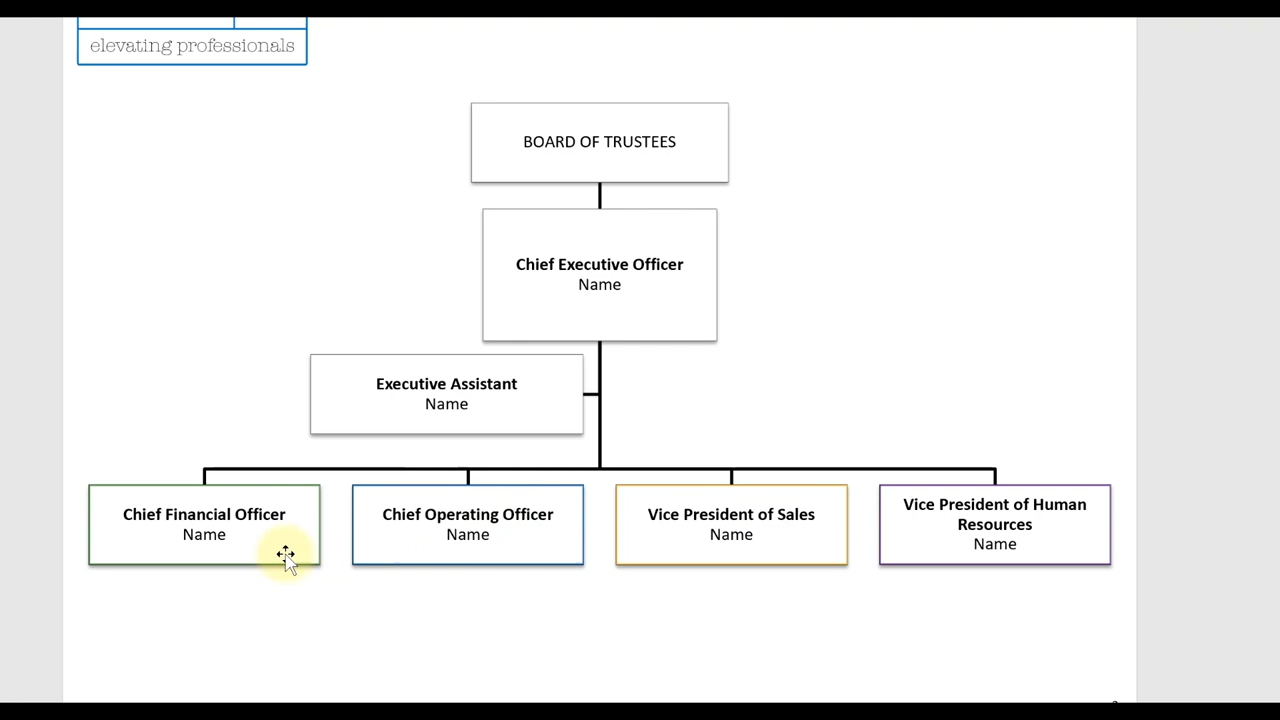 elevating professionals
BOARD OF TRUSTEES
Chief Executive Officer
Name
Executive Assistant
Name
Chief Financial Officer
Name
Chief Operating Officer
Name
Vice President of Sales
Name
Vice President of Human
Resources
Name